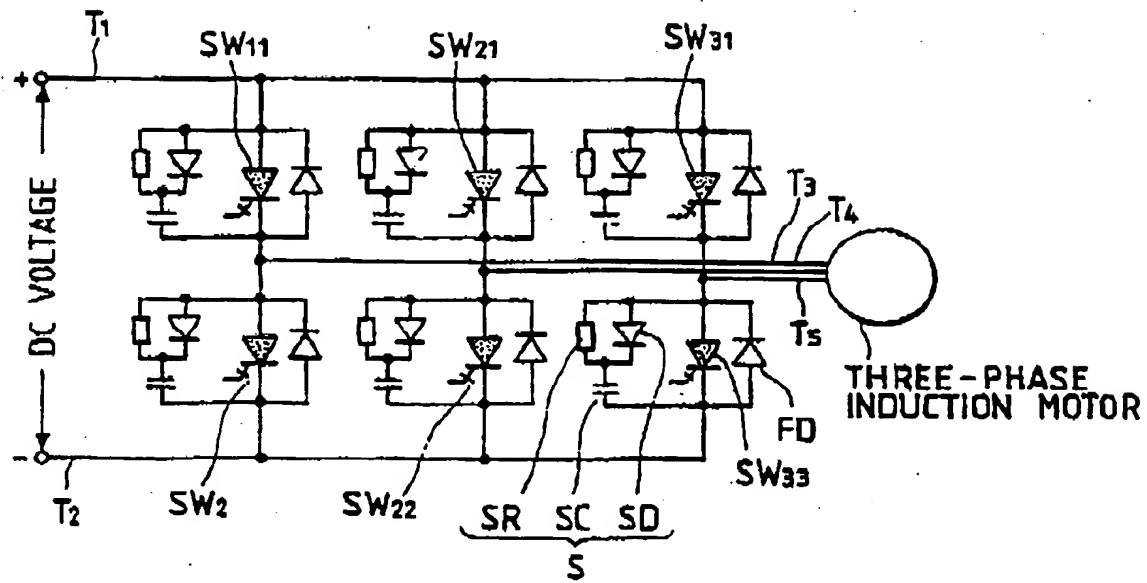 T1
SW11
SW21
SW31
+
DC VOLTAGE
T3
T4
T5
THREE-PHASE
INDUCTION MOTOR
FD
-
T2
SW2
SW22
SW33
SR SC SD
S